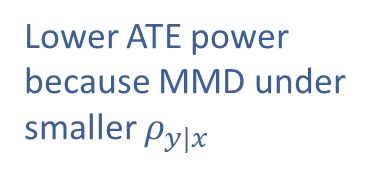 Lower ATE power
because MMD under
smaller ρ_{y|x}